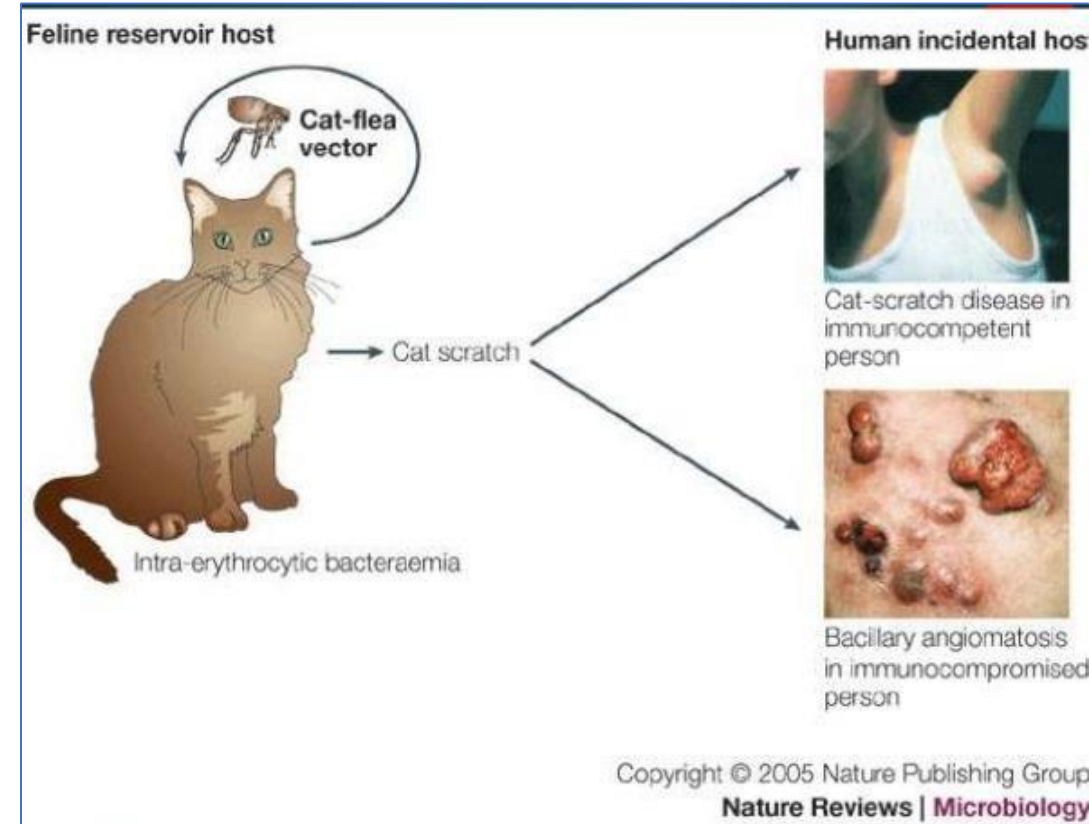 Feline reservoir host
Human incidental hos
Cat-flea
vector
Cat scratch
Cat-scratch disease in
immunocompetent
person
Intra-erythrocytic bacteraemia
Bacillary angiomatosis
in immunocompromised
person
Copyright © 2005 Nature Publishing Group
Nature Reviews | Microbiology